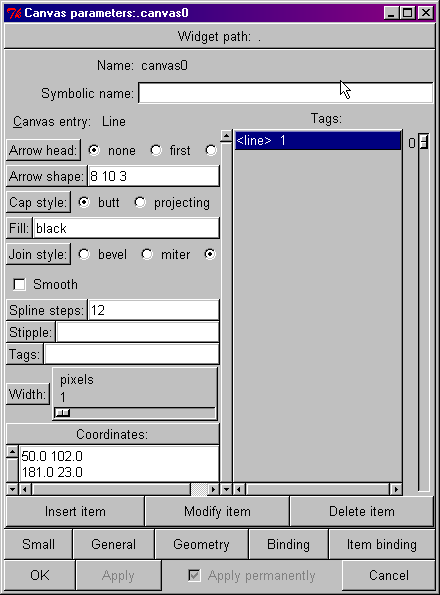 Canvas parameters:.canvas0
Widget path: .
Name: canvas0
Symbolic name:
Canvas entry: Line
Tags:
Arrow head: none first
<line> 1
0
Arrow shape: 8 10 3
Cap style: butt projecting
Fill: black
Join style: bevel miter
Smooth
Spline steps: 12
Stipple:
Tags:
pixels
Width: 1
Coordinates:
50.0 102.0
181.0 23.0
Insert item Modify item Delete item
Small General Geometry Binding Item binding
OK Apply Apply permanently Cancel